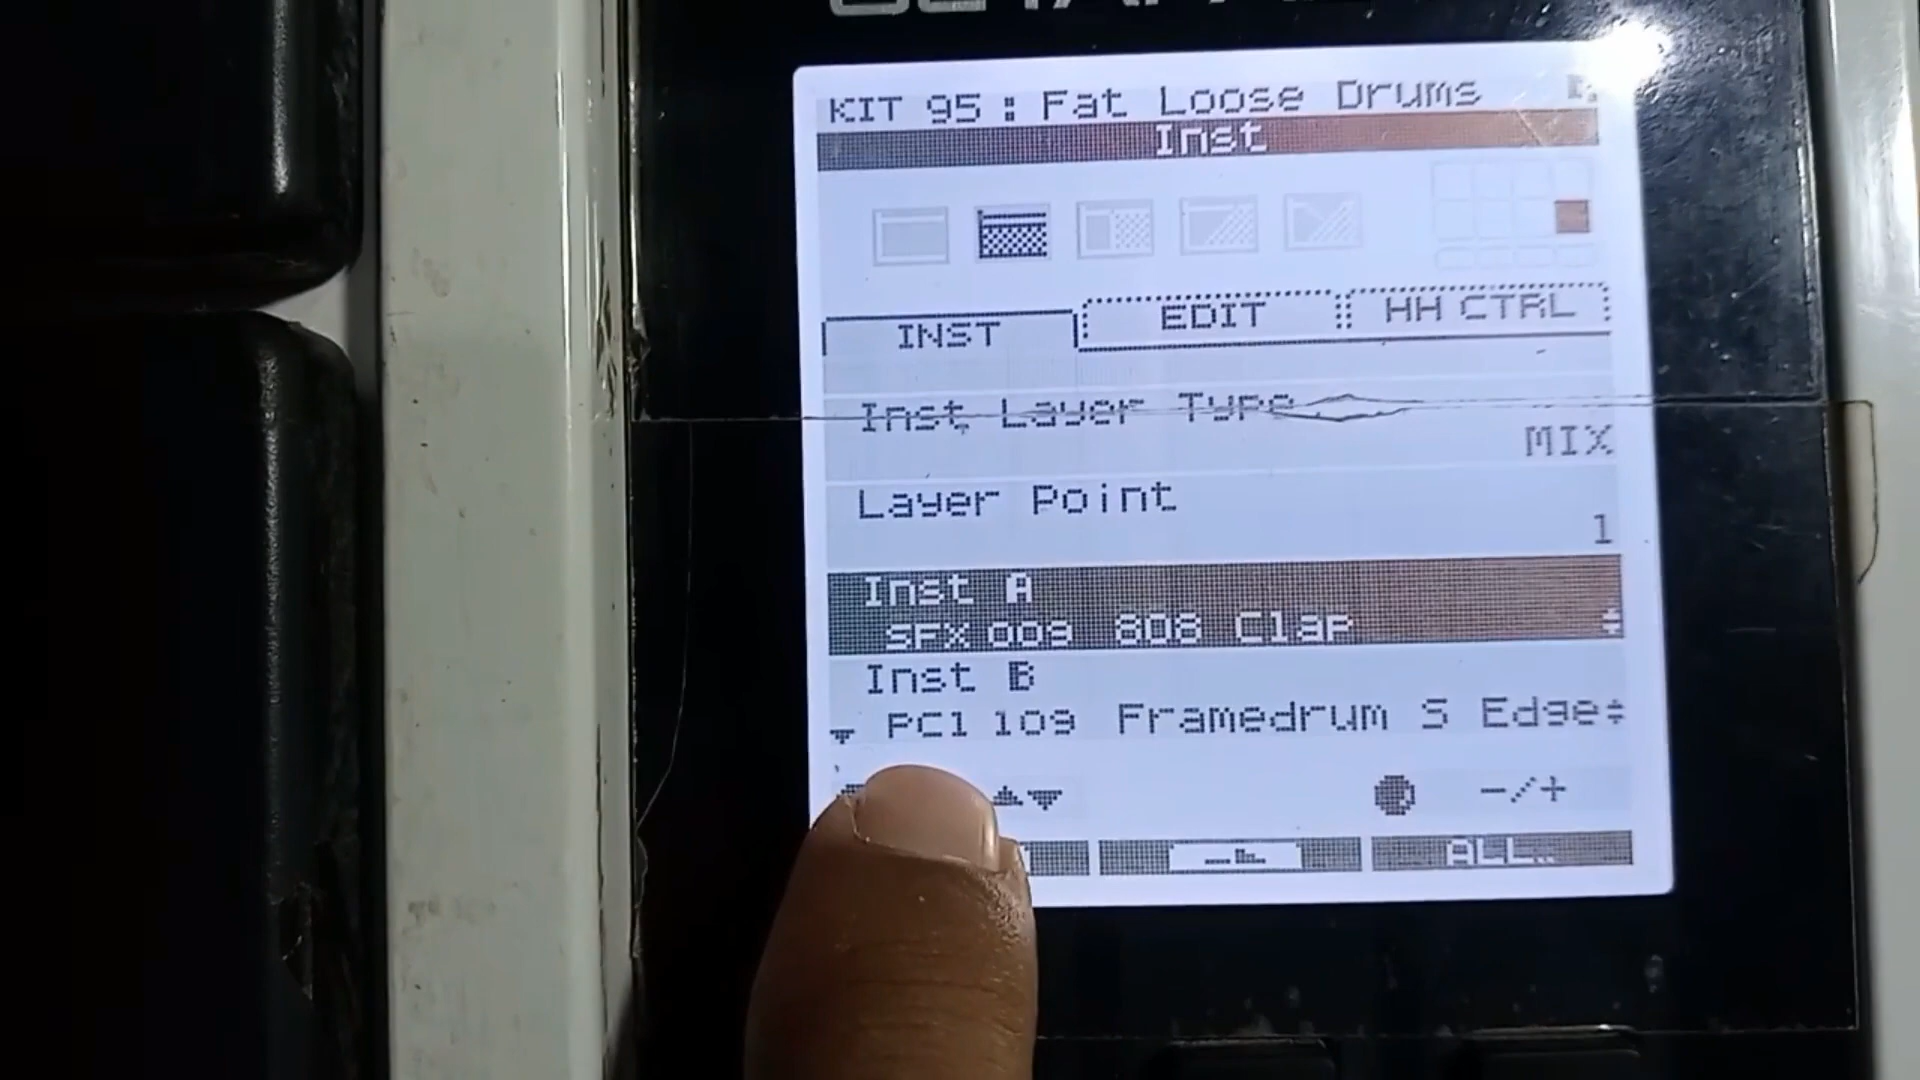 KIT 95: Fat Loose Drums
Inst
INST EDIT HH CTRL
Inst Layer Type
MIX
Layer Point
1
Inst A
SFX 009 808 Clap
Inst B
PC1 109 Framedrum S Edge
-/+
ALL..